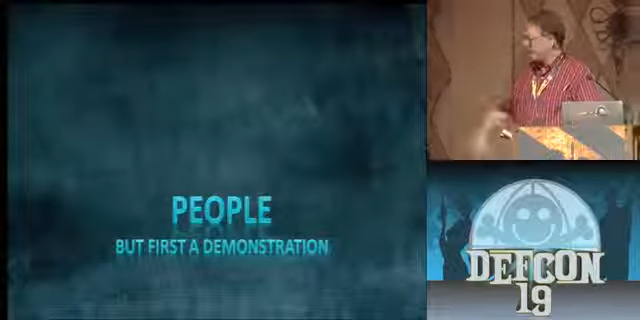 PEOPLE
BUT FIRST A DEMONSTRATION
DEFCON
19